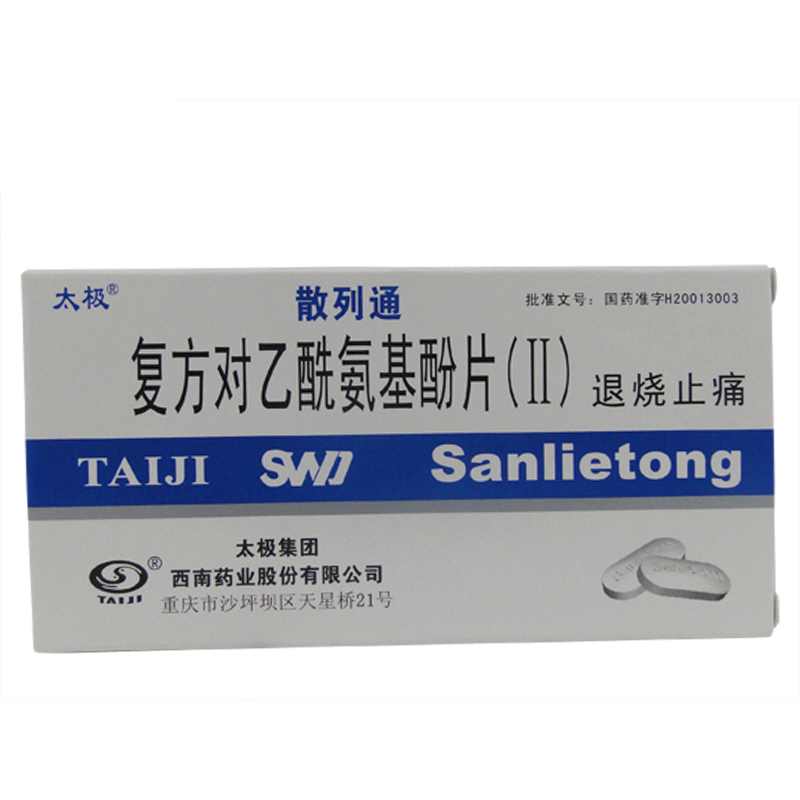 太极®
散列通
批准文号：国药准字H20013003
复方对乙酰氨基酚片(II) 退烧止痛
TAIJI SWP Sanlietong
太极集团
® 西南药业股份有限公司
TAIJI 重庆市沙坪坝区天星桥21号